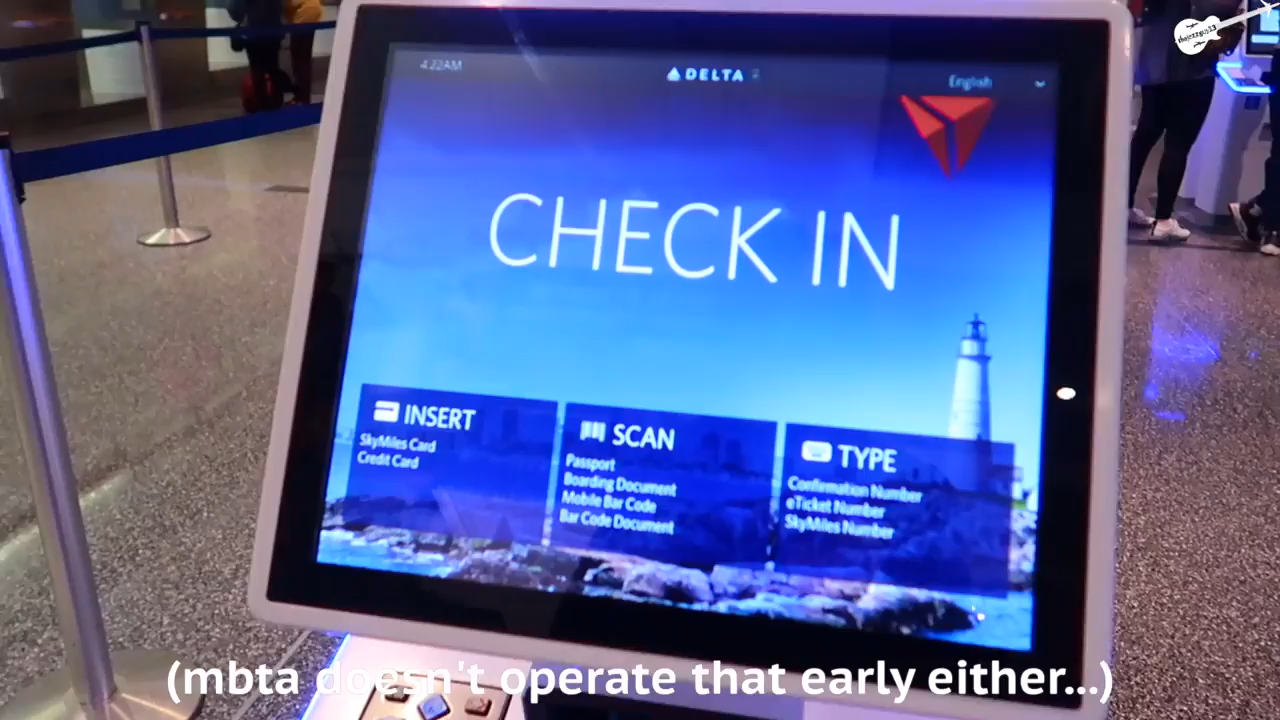 thejazzguy13
4:22AM
DELTA
English
CHECK IN
INSERT
SkyMiles Card
Credit Card
SCAN
Passport
Boarding Document
Mobile Bar Code
Bar Code Document
TYPE
Confirmation Number
eTicket Number
SkyMiles Number
(mbta doesn't operate that early either...)